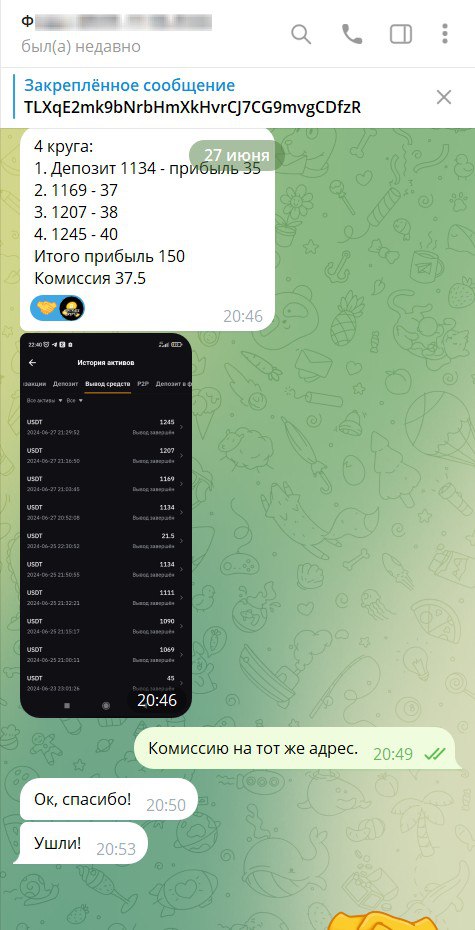 Ф
был(а) недавно
Закреплённое сообщение
TLXqE2mk9bNrbHmXkHvrCJ7CG9mvgCDfzR
27 июня
4 круга:
1. Депозит 1134 - прибыль 35
2. 1169 - 37
3. 1207 - 38
4. 1245 - 40
Итого прибыль 150
Комиссия 37.5
20:46
22:40
История активов
закции Депозит Вывод средств P2P Депозит в ф
Все активы Все
USDT 1245
2024-06-27 21:29:52 Вывод завершён
USDT 1207
2024-06-27 21:16:50 Вывод завершён
USDT 1169
2024-06-27 21:03:45 Вывод завершён
USDT 1134
2024-06-27 20:52:08 Вывод завершён
USDT 21.5
2024-06-25 22:30:52 Вывод завершён
USDT 1134
2024-06-25 21:50:55 Вывод завершён
USDT 1111
2024-06-25 21:32:21 Вывод завершён
USDT 1090
2024-06-25 21:15:17 Вывод завершён
USDT 1069
2024-06-25 21:00:11 Вывод завершён
USDT 45
2024-06-23 23:01:26
20:46
Комиссию на тот же адрес. 20:49
Ок, спасибо! 20:50
Ушли! 20:53